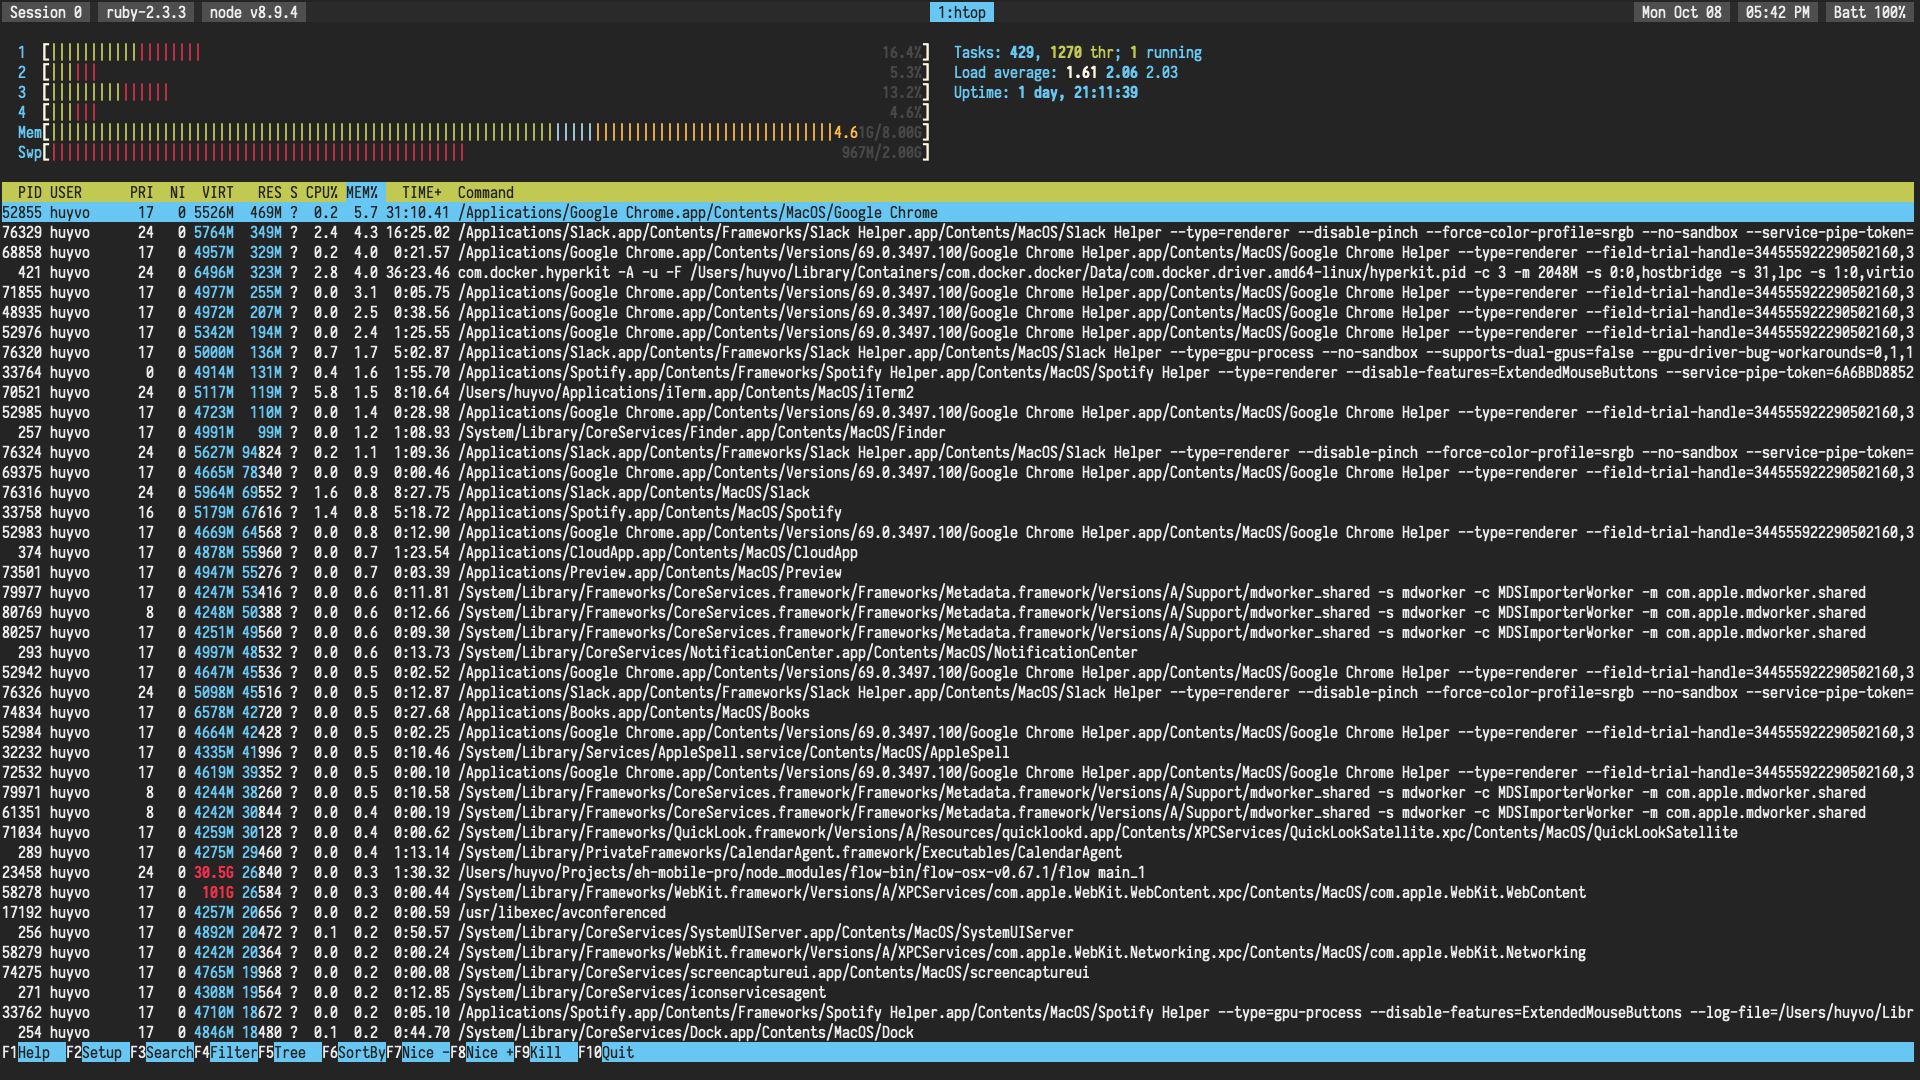 Session 0 ruby-2.3.3 node v8.9.4 1:htop Mon Oct 08 05:42 PM Batt 100%
1 [||||||||||||||||||| 16.4%] Tasks: 429, 1270 thr; 1 running
2 [|||||| 5.3%] Load average: 1.61 2.06 2.03
3 [||||||||||||||| 13.2%] Uptime: 1 day, 21:11:39
4 [|||||| 4.6%]
Mem[||||||||||||||||||||||||||||||||||||||||||||||||||||||||||||||||||||||||||||||||||||||||||||||||||4.61G/8.00G]
Swp[|||||||||||||||||||||||||||||||||||||||||||||||||||| 967M/2.00G]
PID USER PRI NI VIRT RES S CPU% MEM% TIME+ Command
52855 huyvo 17 0 5526M 469M ? 0.2 5.7 31:10.41 /Applications/Google Chrome.app/Contents/MacOS/Google Chrome
76329 huyvo 24 0 5764M 349M ? 2.4 4.3 16:25.02 /Applications/Slack.app/Contents/Frameworks/Slack Helper.app/Contents/MacOS/Slack Helper --type=renderer --disable-pinch --force-color-profile=srgb --no-sandbox --service-pipe-token=
68858 huyvo 17 0 4957M 329M ? 0.2 4.0 0:21.57 /Applications/Google Chrome.app/Contents/Versions/69.0.3497.100/Google Chrome Helper.app/Contents/MacOS/Google Chrome Helper --type=renderer --field-trial-handle=344555922290502160,3
421 huyvo 24 0 6496M 323M ? 2.8 4.0 36:23.46 com.docker.hyperkit -A -u -F /Users/huyvo/Library/Containers/com.docker.docker/Data/com.docker.driver.amd64-linux/hyperkit.pid -c 3 -m 2048M -s 0:0,hostbridge -s 31,lpc -s 1:0,virtio
71855 huyvo 17 0 4977M 255M ? 0.0 3.1 0:05.75 /Applications/Google Chrome.app/Contents/Versions/69.0.3497.100/Google Chrome Helper.app/Contents/MacOS/Google Chrome Helper --type=renderer --field-trial-handle=344555922290502160,3
48935 huyvo 17 0 4972M 207M ? 0.0 2.5 0:38.56 /Applications/Google Chrome.app/Contents/Versions/69.0.3497.100/Google Chrome Helper.app/Contents/MacOS/Google Chrome Helper --type=renderer --field-trial-handle=344555922290502160,3
52976 huyvo 17 0 5342M 194M ? 0.0 2.4 1:25.55 /Applications/Google Chrome.app/Contents/Versions/69.0.3497.100/Google Chrome Helper.app/Contents/MacOS/Google Chrome Helper --type=renderer --field-trial-handle=344555922290502160,3
76320 huyvo 17 0 5000M 136M ? 0.7 1.7 5:02.87 /Applications/Slack.app/Contents/Frameworks/Slack Helper.app/Contents/MacOS/Slack Helper --type=gpu-process --no-sandbox --supports-dual-gpus=false --gpu-driver-bug-workarounds=0,1,1
33764 huyvo 0 0 4914M 131M ? 0.4 1.6 1:55.70 /Applications/Spotify.app/Contents/Frameworks/Spotify Helper.app/Contents/MacOS/Spotify Helper --type=renderer --disable-features=ExtendedMouseButtons --service-pipe-token=6A6BBD8852
70521 huyvo 24 0 5117M 119M ? 5.8 1.5 8:10.64 /Users/huyvo/Applications/iTerm.app/Contents/MacOS/iTerm2
52985 huyvo 17 0 4723M 110M ? 0.0 1.4 0:28.98 /Applications/Google Chrome.app/Contents/Versions/69.0.3497.100/Google Chrome Helper.app/Contents/MacOS/Google Chrome Helper --type=renderer --field-trial-handle=344555922290502160,3
257 huyvo 17 0 4991M 99M ? 0.0 1.2 1:08.93 /System/Library/CoreServices/Finder.app/Contents/MacOS/Finder
76324 huyvo 24 0 5627M 94824 ? 0.2 1.1 1:09.36 /Applications/Slack.app/Contents/Frameworks/Slack Helper.app/Contents/MacOS/Slack Helper --type=renderer --disable-pinch --force-color-profile=srgb --no-sandbox --service-pipe-token=
69375 huyvo 17 0 4665M 78340 ? 0.0 0.9 0:00.46 /Applications/Google Chrome.app/Contents/Versions/69.0.3497.100/Google Chrome Helper.app/Contents/MacOS/Google Chrome Helper --type=renderer --field-trial-handle=344555922290502160,3
76316 huyvo 24 0 5964M 69552 ? 1.6 0.8 8:27.75 /Applications/Slack.app/Contents/MacOS/Slack
33758 huyvo 16 0 5179M 67616 ? 1.4 0.8 5:18.72 /Applications/Spotify.app/Contents/MacOS/Spotify
52983 huyvo 17 0 4669M 64568 ? 0.0 0.8 0:12.90 /Applications/Google Chrome.app/Contents/Versions/69.0.3497.100/Google Chrome Helper.app/Contents/MacOS/Google Chrome Helper --type=renderer --field-trial-handle=344555922290502160,3
374 huyvo 17 0 4878M 55960 ? 0.0 0.7 1:23.54 /Applications/CloudApp.app/Contents/MacOS/CloudApp
73501 huyvo 17 0 4947M 55276 ? 0.0 0.7 0:03.39 /Applications/Preview.app/Contents/MacOS/Preview
79977 huyvo 17 0 4247M 53416 ? 0.0 0.6 0:11.81 /System/Library/Frameworks/CoreServices.framework/Frameworks/Metadata.framework/Versions/A/Support/mdworker_shared -s mdworker -c MDSImporterWorker -m com.apple.mdworker.shared
80769 huyvo 8 0 4248M 50388 ? 0.0 0.6 0:12.66 /System/Library/Frameworks/CoreServices.framework/Frameworks/Metadata.framework/Versions/A/Support/mdworker_shared -s mdworker -c MDSImporterWorker -m com.apple.mdworker.shared
80257 huyvo 17 0 4251M 49560 ? 0.0 0.6 0:09.30 /System/Library/Frameworks/CoreServices.framework/Frameworks/Metadata.framework/Versions/A/Support/mdworker_shared -s mdworker -c MDSImporterWorker -m com.apple.mdworker.shared
293 huyvo 17 0 4997M 48532 ? 0.0 0.6 0:13.73 /System/Library/CoreServices/NotificationCenter.app/Contents/MacOS/NotificationCenter
52942 huyvo 17 0 4647M 45536 ? 0.0 0.5 0:02.52 /Applications/Google Chrome.app/Contents/Versions/69.0.3497.100/Google Chrome Helper.app/Contents/MacOS/Google Chrome Helper --type=renderer --field-trial-handle=344555922290502160,3
76326 huyvo 24 0 5098M 45516 ? 0.0 0.5 0:12.87 /Applications/Slack.app/Contents/Frameworks/Slack Helper.app/Contents/MacOS/Slack Helper --type=renderer --disable-pinch --force-color-profile=srgb --no-sandbox --service-pipe-token=
74834 huyvo 17 0 6578M 42720 ? 0.0 0.5 0:27.68 /Applications/Books.app/Contents/MacOS/Books
52984 huyvo 17 0 4664M 42428 ? 0.0 0.5 0:02.25 /Applications/Google Chrome.app/Contents/Versions/69.0.3497.100/Google Chrome Helper.app/Contents/MacOS/Google Chrome Helper --type=renderer --field-trial-handle=344555922290502160,3
32232 huyvo 17 0 4335M 41996 ? 0.0 0.5 0:10.46 /System/Library/Services/AppleSpell.service/Contents/MacOS/AppleSpell
72532 huyvo 17 0 4619M 39352 ? 0.0 0.5 0:00.10 /Applications/Google Chrome.app/Contents/Versions/69.0.3497.100/Google Chrome Helper.app/Contents/MacOS/Google Chrome Helper --type=renderer --field-trial-handle=344555922290502160,3
79971 huyvo 8 0 4244M 38260 ? 0.0 0.5 0:10.58 /System/Library/Frameworks/CoreServices.framework/Frameworks/Metadata.framework/Versions/A/Support/mdworker_shared -s mdworker -c MDSImporterWorker -m com.apple.mdworker.shared
61351 huyvo 8 0 4242M 30844 ? 0.0 0.4 0:00.19 /System/Library/Frameworks/CoreServices.framework/Frameworks/Metadata.framework/Versions/A/Support/mdworker_shared -s mdworker -c MDSImporterWorker -m com.apple.mdworker.shared
71034 huyvo 17 0 4259M 30128 ? 0.0 0.4 0:00.62 /System/Library/Frameworks/QuickLook.framework/Versions/A/Resources/quicklookd.app/Contents/XPCServices/QuickLookSatellite.xpc/Contents/MacOS/QuickLookSatellite
289 huyvo 17 0 4275M 29460 ? 0.0 0.4 1:13.14 /System/Library/PrivateFrameworks/CalendarAgent.framework/Executables/CalendarAgent
23458 huyvo 24 0 30.5G 26840 ? 0.0 0.3 1:30.32 /Users/huyvo/Projects/eh-mobile-pro/node_modules/flow-bin/flow-osx-v0.67.1/flow main_1
58278 huyvo 17 0 101G 26584 ? 0.0 0.3 0:00.44 /System/Library/Frameworks/WebKit.framework/Versions/A/XPCServices/com.apple.WebKit.WebContent.xpc/Contents/MacOS/com.apple.WebKit.WebContent
17192 huyvo 17 0 4257M 20656 ? 0.0 0.2 0:00.59 /usr/libexec/avconferenced
256 huyvo 17 0 4892M 20472 ? 0.1 0.2 0:50.57 /System/Library/CoreServices/SystemUIServer.app/Contents/MacOS/SystemUIServer
58279 huyvo 17 0 4242M 20364 ? 0.0 0.2 0:00.24 /System/Library/Frameworks/WebKit.framework/Versions/A/XPCServices/com.apple.WebKit.Networking.xpc/Contents/MacOS/com.apple.WebKit.Networking
74275 huyvo 17 0 4765M 19968 ? 0.0 0.2 0:00.08 /System/Library/CoreServices/screencaptureui.app/Contents/MacOS/screencaptureui
271 huyvo 17 0 4308M 19564 ? 0.0 0.2 0:12.85 /System/Library/CoreServices/iconservicesagent
33762 huyvo 17 0 4710M 18672 ? 0.0 0.2 0:05.10 /Applications/Spotify.app/Contents/Frameworks/Spotify Helper.app/Contents/MacOS/Spotify Helper --type=gpu-process --disable-features=ExtendedMouseButtons --log-file=/Users/huyvo/Libr
254 huyvo 17 0 4846M 18480 ? 0.1 0.2 0:44.70 /System/Library/CoreServices/Dock.app/Contents/MacOS/Dock
F1Help F2Setup F3SearchF4FilterF5Tree F6SortByF7Nice -F8Nice +F9Kill F10Quit